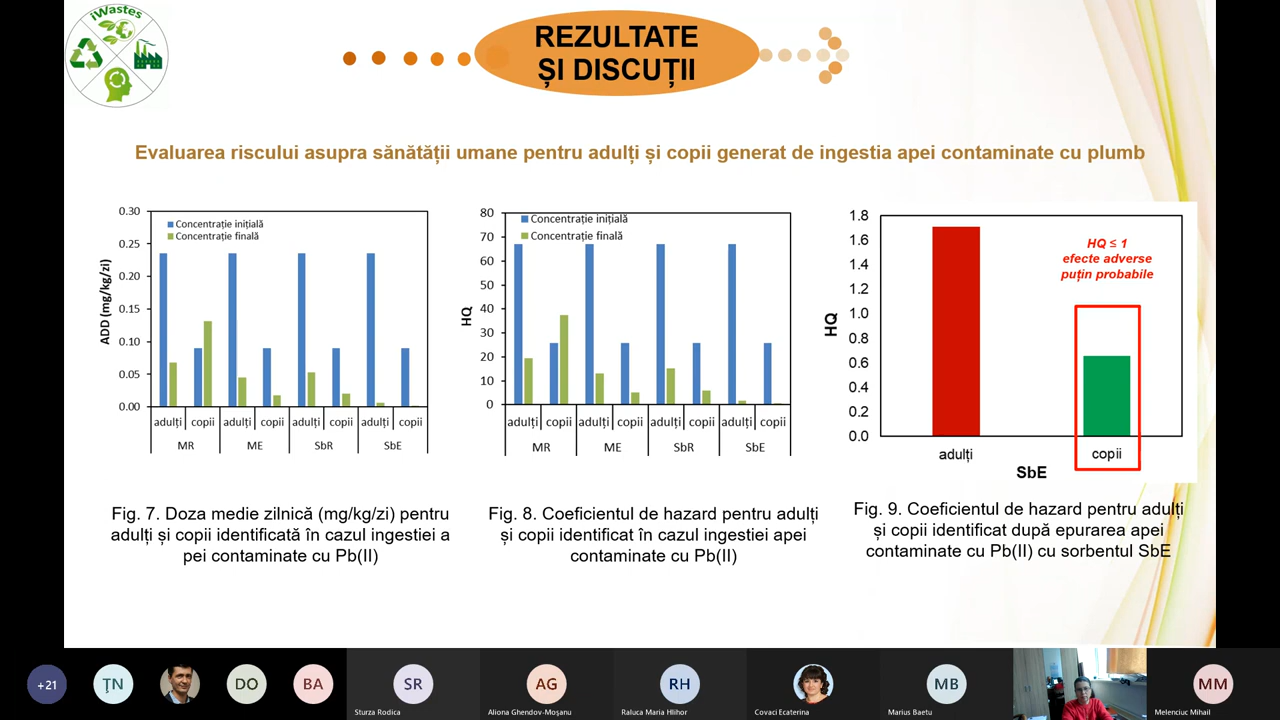 iWastes
REZULTATE
ȘI DISCUȚII
Evaluarea riscului asupra sănătății umane pentru adulți și copii generat de ingestia apei contaminate cu plumb
0.30
0.25
0.20
0.15
0.10
0.05
0.00
ADD (mg/kg/zi)
Concentrație inițială
Concentrație finală
adulți copii adulți copii adulți copii adulți copii
MR ME SbR SbE
80
70
60
50
40
30
20
10
0
HQ
Concentrație inițială
Concentrație finală
adulți copii adulți copii adulți copii adulți copii
MR ME SbR SbE
1.8
1.6
1.4
1.2
1.0
0.8
0.6
0.4
0.2
0.0
HQ
HQ ≤ 1
efecte adverse
puțin probabile
adulți copii
SbE
Fig. 7. Doza medie zilnică (mg/kg/zi) pentru
adulți și copii identificată în cazul ingestiei a
pei contaminate cu Pb(II)
Fig. 8. Coeficientul de hazard pentru adulți
și copii identificat în cazul ingestiei apei
contaminate cu Pb(II)
Fig. 9. Coeficientul de hazard pentru adulți
și copii identificat după epurarea apei
contaminate cu Pb(II) cu sorbentul SbE
+21
ŢN
DO
BA
SR
Sturza Rodica
AG
Aliona Ghendov-Moșanu
RH
Raluca Maria Hlihor
Covaci Ecaterina
MB
Marius Baetu
MM
Melenciuc Mihail